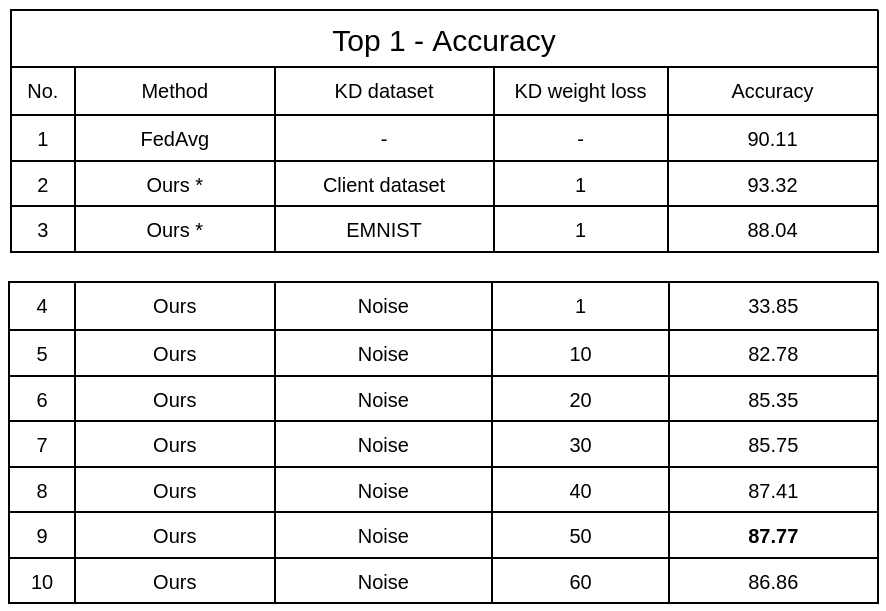 Top 1 - Accuracy
No. Method KD dataset KD weight loss Accuracy
1 FedAvg - - 90.11
2 Ours * Client dataset 1 93.32
3 Ours * EMNIST 1 88.04
4 Ours Noise 1 33.85
5 Ours Noise 10 82.78
6 Ours Noise 20 85.35
7 Ours Noise 30 85.75
8 Ours Noise 40 87.41
9 Ours Noise 50 87.77
10 Ours Noise 60 86.86